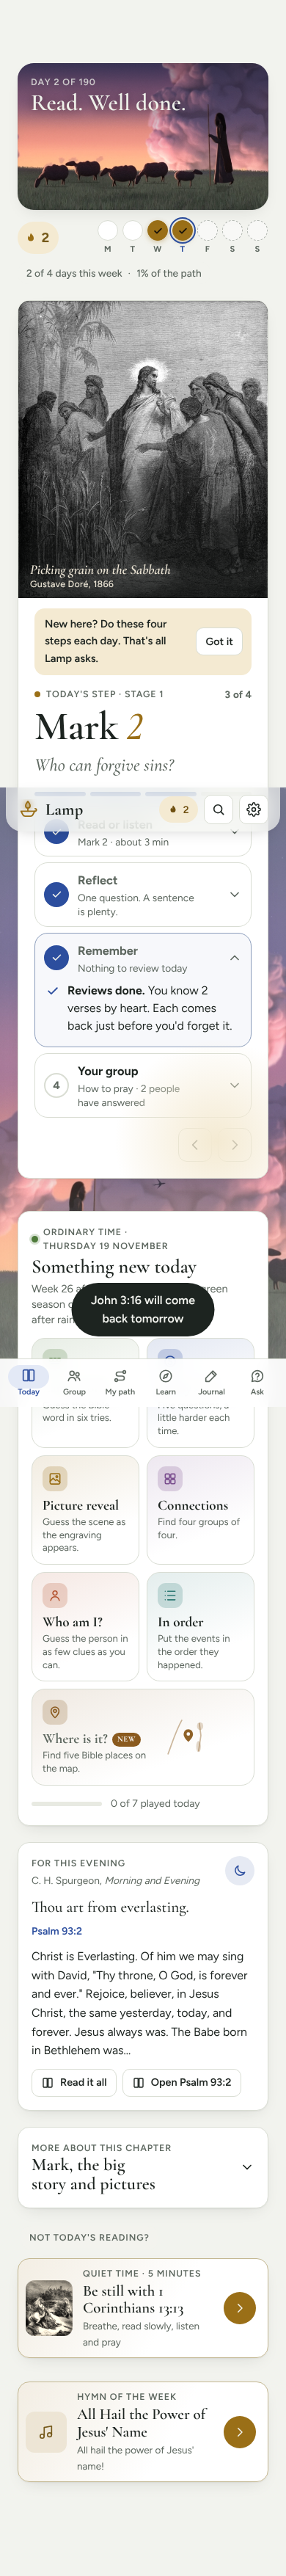 DAY 2 OF 190
Read. Well done.
2
M T W T F S S
2 of 4 days this week · 1% of the path
Picking grain on the Sabbath
Gustave Doré, 1866
New here? Do these four
steps each day. That's all
Lamp asks.
Got it
TODAY'S STEP · STAGE 1
3 of 4
Mark 2
Who can forgive sins?
Lamp
2
Read or listen
Mark 2 · about 3 min
Reflect
One question. A sentence
is plenty.
Remember
Nothing to review today
Reviews done. You know 2
verses by heart. Each comes
back just before you'd forget it.
4
Your group
How to pray · 2 people
have answered
ORDINARY TIME ·
THURSDAY 19 NOVEMBER
Something new today
Week 26 af
reen
season o
after rain
John 3:16 will come
back tomorrow
Today
Group
My path
Learn
Journal
Ask
word in six tries.
little harder each
time.
Picture reveal
Guess the scene as
the engraving
appears.
Connections
Find four groups of
four.
Who am I?
Guess the person in
as few clues as you
can.
In order
Put the events in
the order they
happened.
Where is it? NEW
Find five Bible places on
the map.
0 of 7 played today
FOR THIS EVENING
C. H. Spurgeon, Morning and Evening
Thou art from everlasting.
Psalm 93:2
Christ is Everlasting. Of him we may sing
with David, "Thy throne, O God, is forever
and ever." Rejoice, believer, in Jesus
Christ, the same yesterday, today, and
forever. Jesus always was. The Babe born
in Bethlehem was...
Read it all
Open Psalm 93:2
MORE ABOUT THIS CHAPTER
Mark, the big
story and pictures
NOT TODAY'S READING?
QUIET TIME · 5 MINUTES
Be still with 1
Corinthians 13:13
Breathe, read slowly, listen
and pray
HYMN OF THE WEEK
All Hail the Power of
Jesus' Name
All hail the power of Jesus'
name!